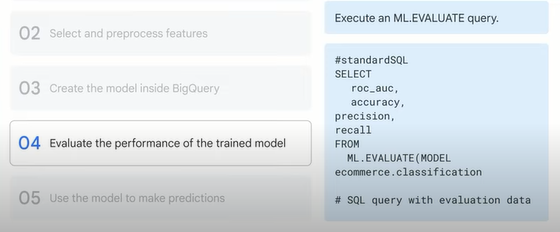 02 Select and preprocess features
03 Create the model inside BigQuery
04 Evaluate the performance of the trained model
05 Use the model to make predictions
Execute an ML.EVALUATE query.
#standardSQL
SELECT
roc_auc,
accuracy,
precision,
recall
FROM
ML.EVALUATE(MODEL
ecommerce.classification
# SQL query with evaluation data